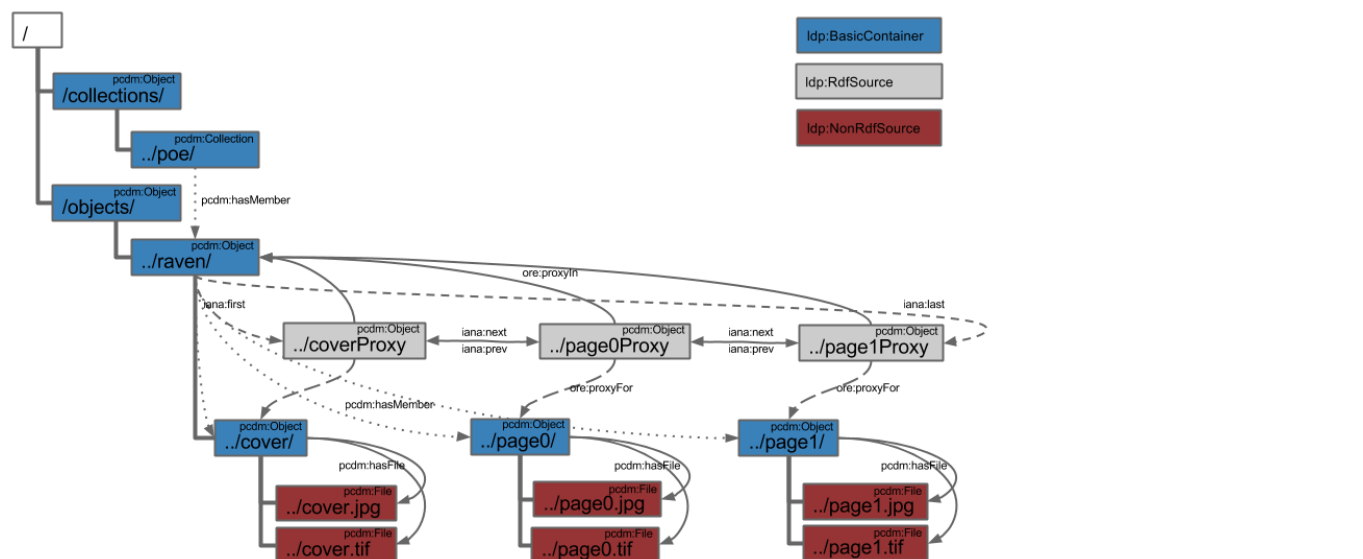 /
ldp:BasicContainer
pcdm:Object
/collections/
ldp:RdfSource
ldp:NonRdfSource
pcdm:Collection
../poe/
pcdm:Object
/objects/
pcdm:hasMember
pcdm:Object
../raven/
ore:proxyIn
iana:first
iana:last
pcdm:Object
../coverProxy
iana:next
iana:prev
pcdm:Object
../page0Proxy
iana:next
iana:prev
pcdm:Object
../page1Proxy
ore:proxyFor
ore:proxyFor
pcdm:hasMember
pcdm:Object
../cover/
pcdm:Object
../page0/
pcdm:Object
../page1/
pcdm:hasFile
pcdm:hasFile
pcdm:hasFile
pcdm:File
../cover.jpg
pcdm:File
../page0.jpg
pcdm:File
../page1.jpg
pcdm:File
../cover.tif
pcdm:File
../page0.tif
pcdm:File
../page1.tif